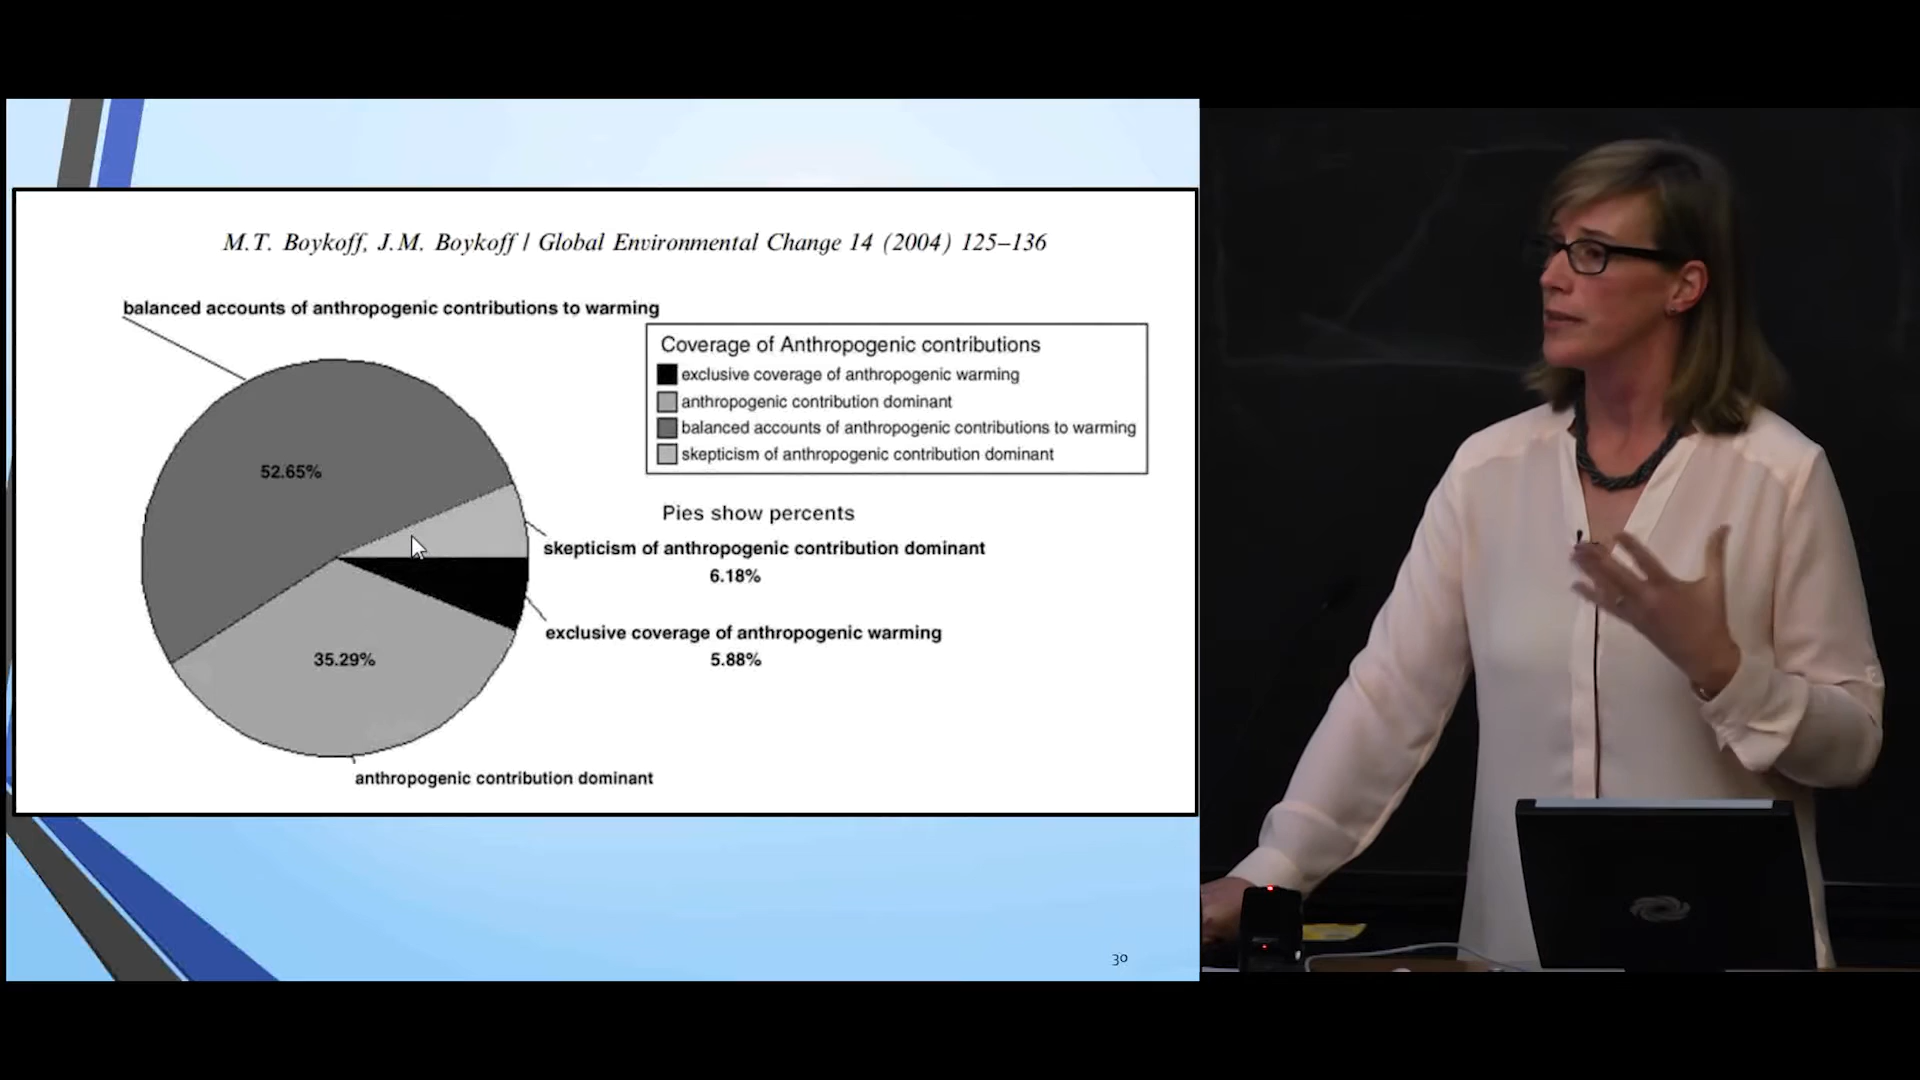 M.T. Boykoff, J.M. Boykoff / Global Environmental Change 14 (2004) 125–136
balanced accounts of anthropogenic contributions to warming
Coverage of Anthropogenic contributions
exclusive coverage of anthropogenic warming
anthropogenic contribution dominant
balanced accounts of anthropogenic contributions to warming
skepticism of anthropogenic contribution dominant
52.65%
Pies show percents
skepticism of anthropogenic contribution dominant
6.18%
exclusive coverage of anthropogenic warming
5.88%
35.29%
anthropogenic contribution dominant
30